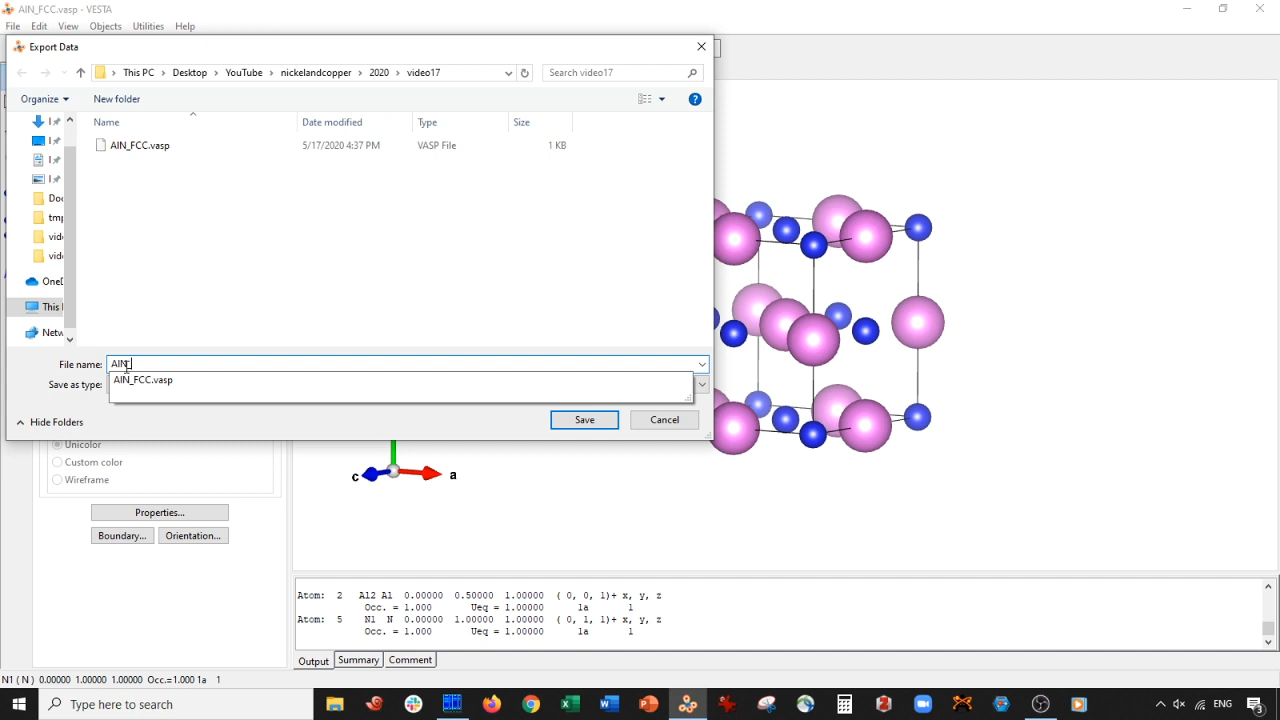 AlN_FCC.vasp - VESTA
File Edit View Objects Utilities Help
Export Data
This PC > Desktop > YouTube > nickelandcopper > 2020 > video17
Search video17
Organize
New folder
Name Date modified Type Size
AlN_FCC.vasp 5/17/2020 4:37 PM VASP File 1 KB
Doc
tmp
vid
vid
OneD
This
Netw
File name: AlN_
AlN_FCC.vasp
Save as type:
Hide Folders
Save
Cancel
Unicolor
Custom color
Wireframe
Properties...
Boundary... Orientation...
c
a
Atom: 2 Al2 Al 0.00000 0.50000 1.00000 ( 0, 0, 1)+ x, y, z
Occ. = 1.000 Ueq = 1.00000 1a 1
Atom: 5 N1 N 0.00000 1.00000 1.00000 ( 0, 1, 1)+ x, y, z
Occ. = 1.000 Ueq = 1.00000 1a 1
Output Summary Comment
N1 ( N ) 0.00000 1.00000 1.00000 Occ.=1.000 1a 1
Type here to search
ENG
3